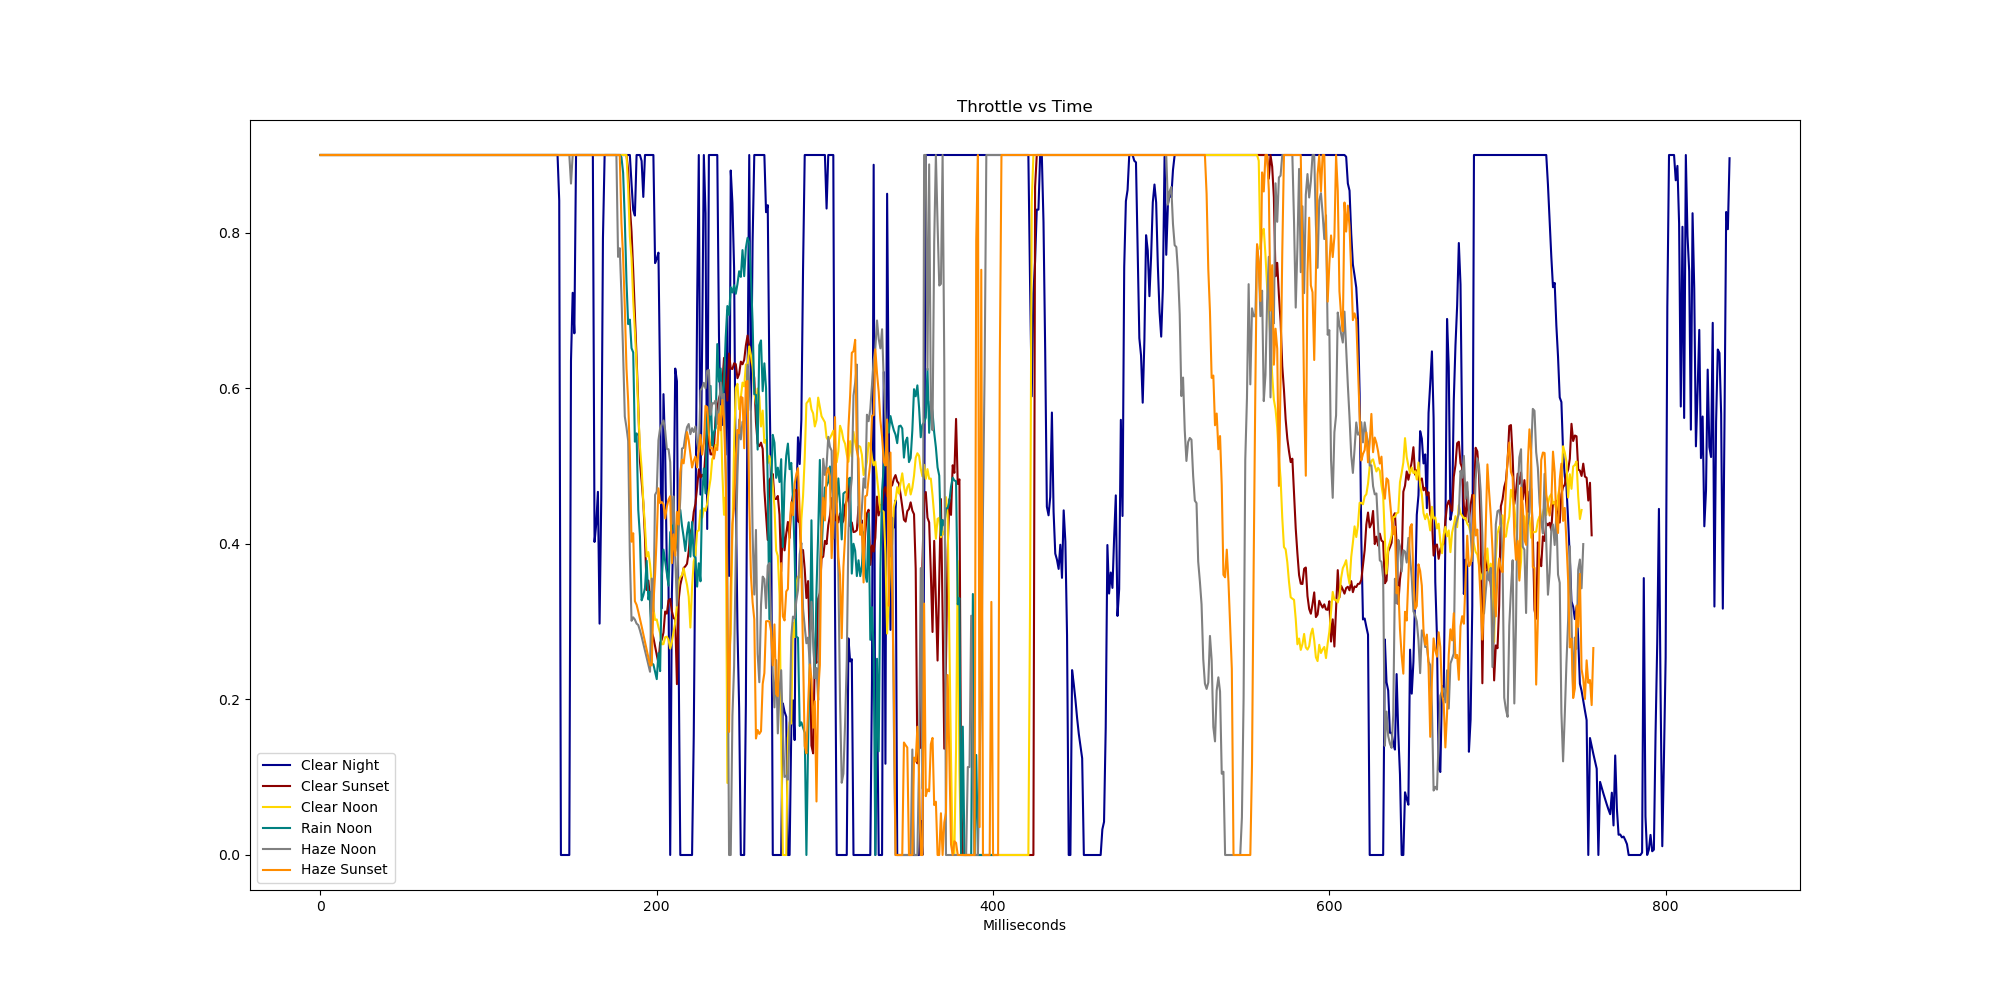 Throttle vs Time
0.8
0.6
0.4
0.2
0.0
Clear Night
Clear Sunset
Clear Noon
Rain Noon
Haze Noon
Haze Sunset
0 200 400 600 800
Milliseconds